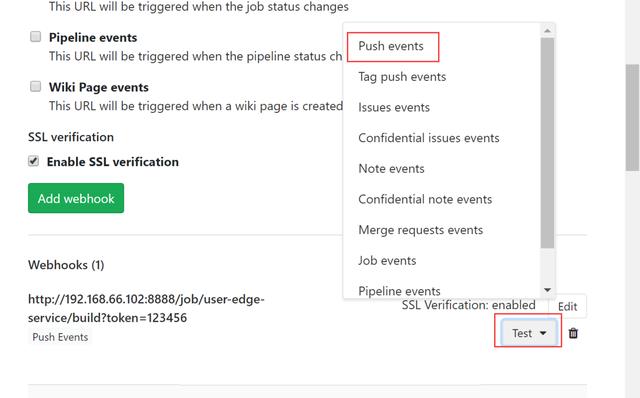 This URL will be triggered when the job status changes
Pipeline events
This URL will be triggered when the pipeline status ch
Wiki Page events
This URL will be triggered when a wiki page is created
SSL verification
Enable SSL verification
Add webhook
Push events
Tag push events
Issues events
Confidential issues events
Note events
Confidential note events
Merge requests events
Job events
Pipeline events
Webhooks (1)
http://192.168.66.102:8888/job/user-edge-
service/build?token=123456
Push Events
SSL Verification: enabled
Edit
Test